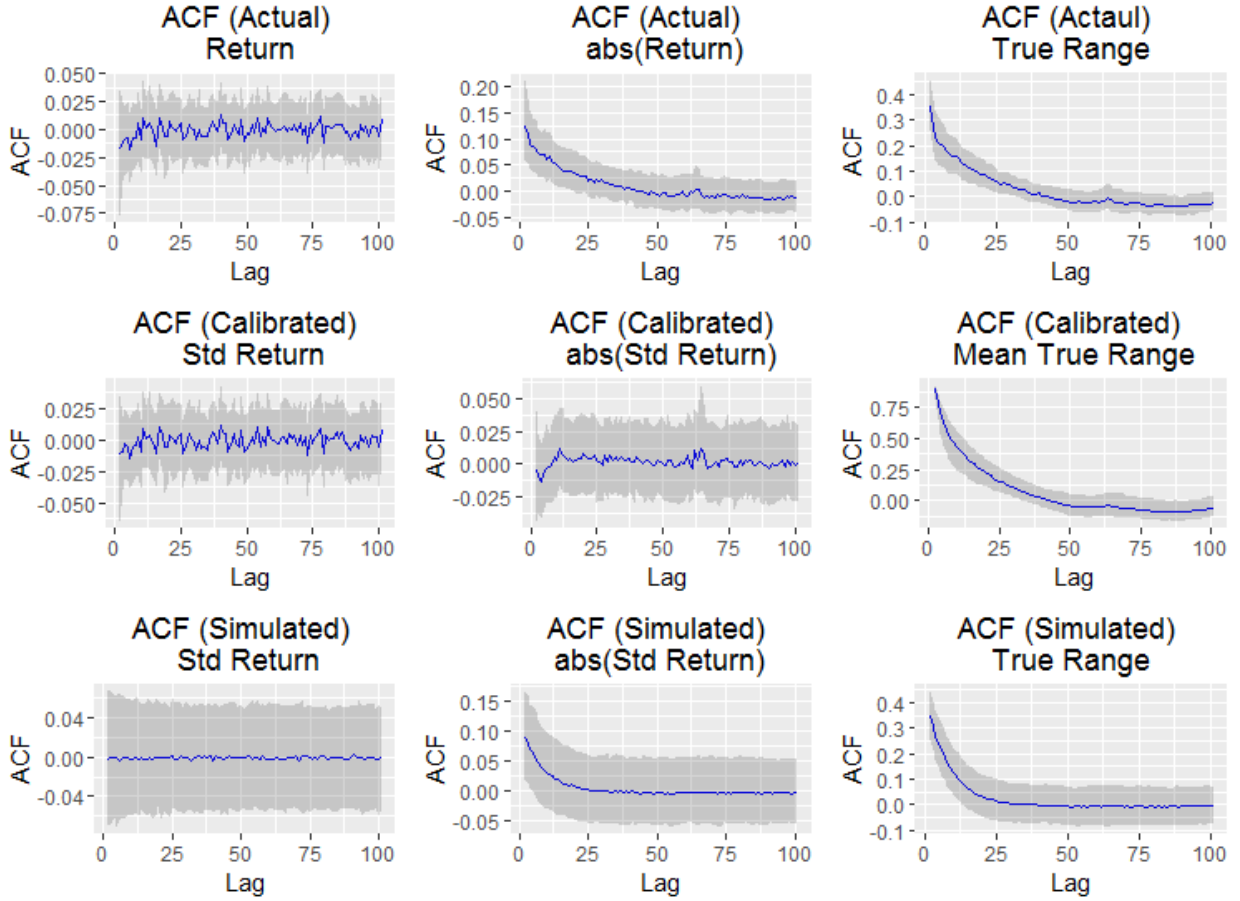 ACF (Actual)
Return
ACF
0.050
0.025
0.000
-0.025
-0.050
-0.075
0 25 50 75 100
Lag
ACF (Actual)
abs(Return)
ACF
0.20
0.15
0.10
0.05
0.00
-0.05
0 25 50 75 100
Lag
ACF (Actaul)
True Range
ACF
0.4
0.3
0.2
0.1
0.0
-0.1
0 25 50 75 100
Lag
ACF (Calibrated)
Std Return
ACF
0.025
0.000
-0.025
-0.050
0 25 50 75 100
Lag
ACF (Calibrated)
abs(Std Return)
ACF
0.050
0.025
0.000
-0.025
0 25 50 75 100
Lag
ACF (Calibrated)
Mean True Range
ACF
0.75
0.50
0.25
0.00
0 25 50 75 100
Lag
ACF (Simulated)
Std Return
ACF
0.04
0.00
-0.04
0 25 50 75 100
Lag
ACF (Simulated)
abs(Std Return)
ACF
0.15
0.10
0.05
0.00
-0.05
0 25 50 75 100
Lag
ACF (Simulated)
True Range
ACF
0.4
0.3
0.2
0.1
0.0
-0.1
0 25 50 75 100
Lag